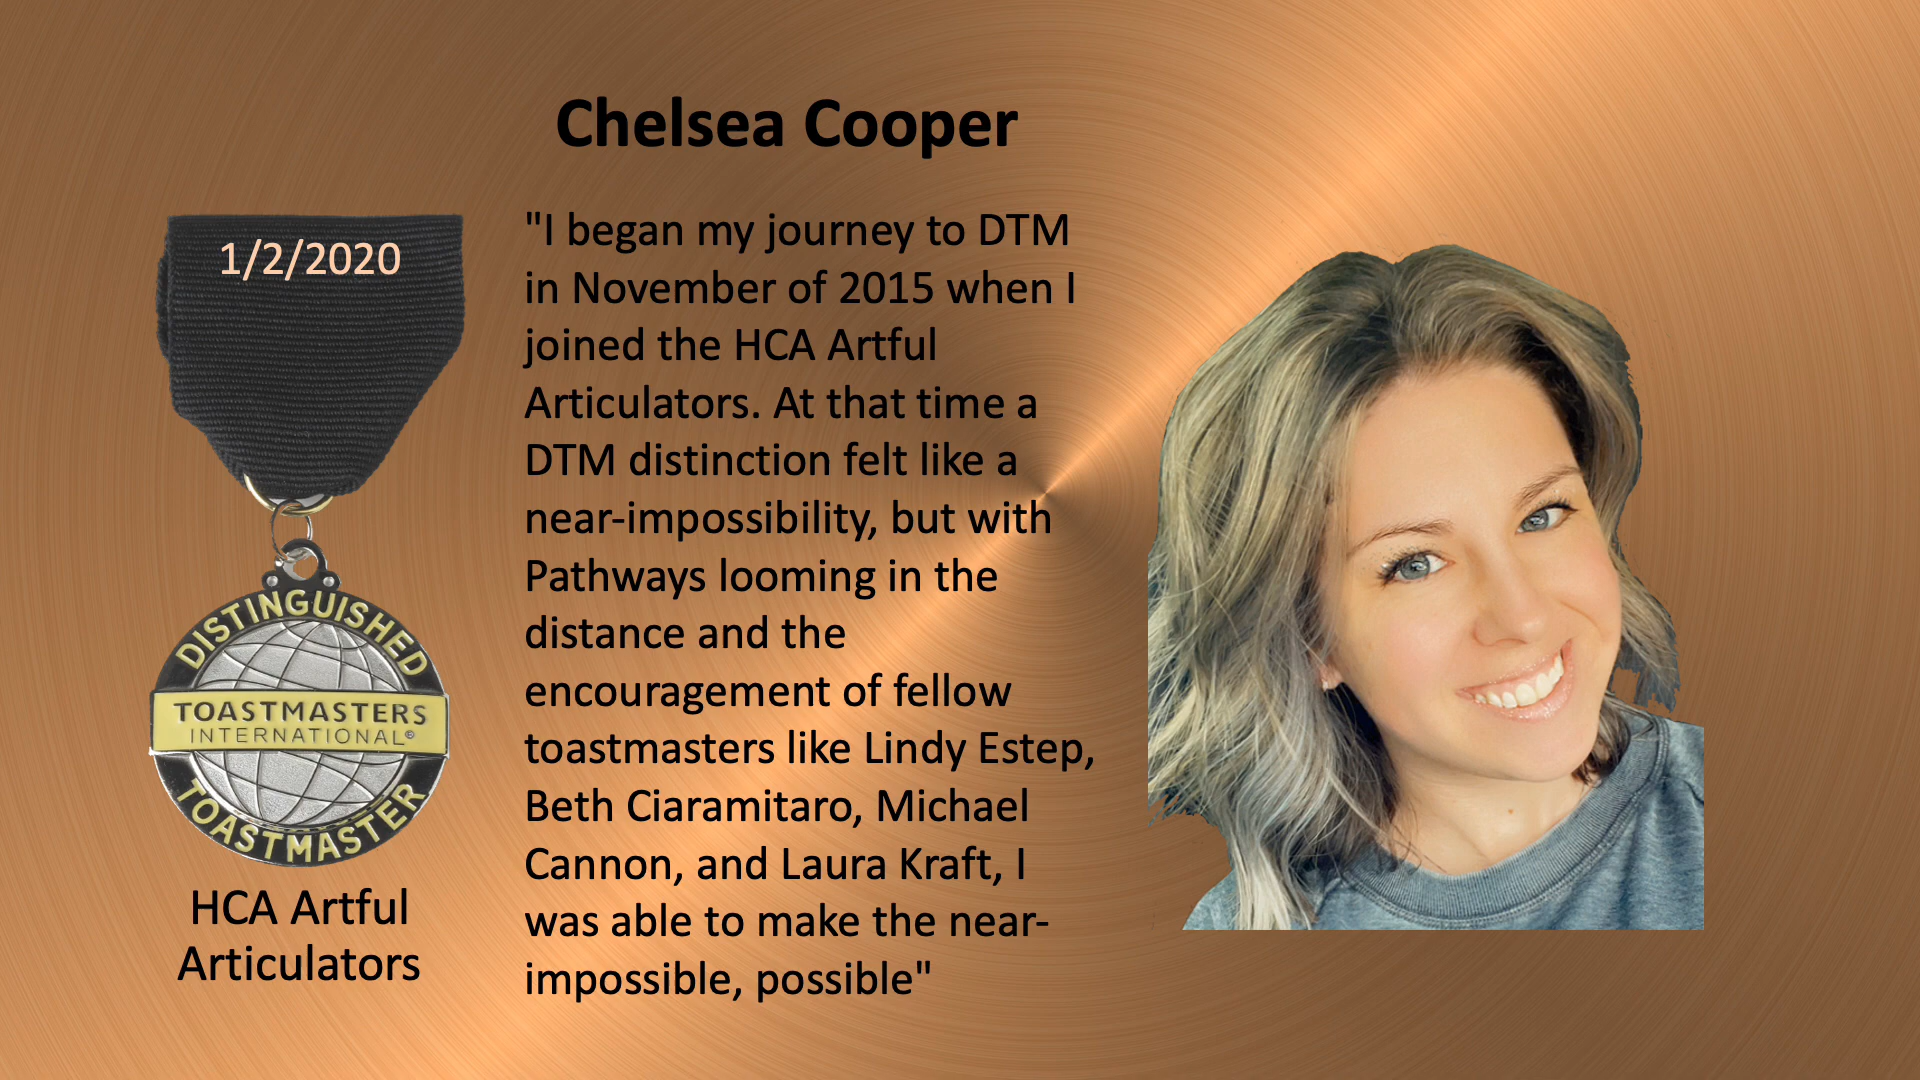 Chelsea Cooper
1/2/2020
DISTINGUISHED
TOASTMASTERS
INTERNATIONAL®
TOASTMASTER
HCA Artful
Articulators
"I began my journey to DTM
in November of 2015 when I
joined the HCA Artful
Articulators. At that time a
DTM distinction felt like a
near-impossibility, but with
Pathways looming in the
distance and the
encouragement of fellow
toastmasters like Lindy Estep,
Beth Ciaramitaro, Michael
Cannon, and Laura Kraft, I
was able to make the near-
impossible, possible"